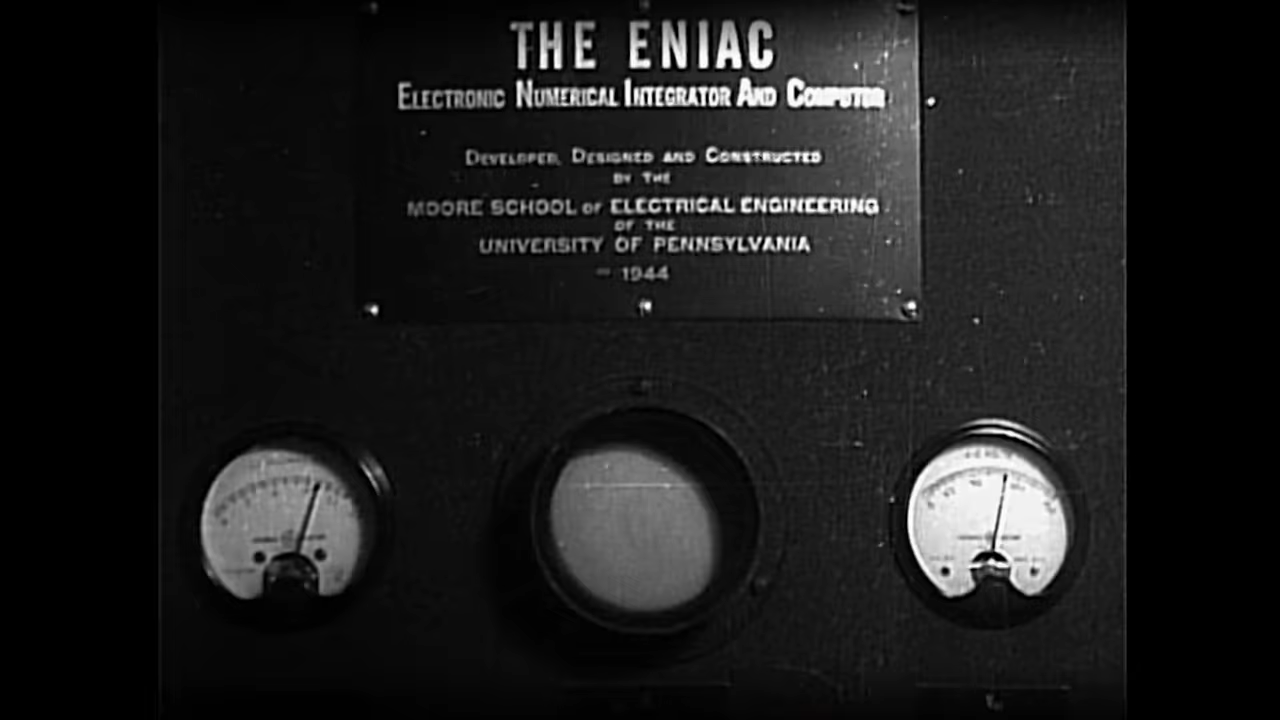 THE ENIAC
ELECTRONIC NUMERICAL INTEGRATOR AND COMPUTER
DEVELOPED, DESIGNED AND CONSTRUCTED
BY THE
MOORE SCHOOL OF ELECTRICAL ENGINEERING
OF THE
UNIVERSITY OF PENNSYLVANIA
1944